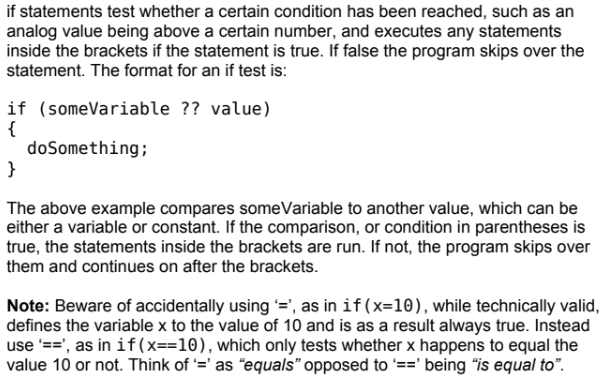 if statements test whether a certain condition has been reached, such as an
analog value being above a certain number, and executes any statements
inside the brackets if the statement is true. If false the program skips over the
statement. The format for an if test is:
if (someVariable ?? value)
{
  doSomething;
}
The above example compares someVariable to another value, which can be
either a variable or constant. If the comparison, or condition in parentheses is
true, the statements inside the brackets are run. If not, the program skips over
them and continues on after the brackets.
Note: Beware of accidentally using ‘=’, as in if(x=10), while technically valid,
defines the variable x to the value of 10 and is as a result always true. Instead
use ‘==’, as in if(x==10), which only tests whether x happens to equal the
value 10 or not. Think of ‘=’ as “equals” opposed to ‘==’ being “is equal to”.